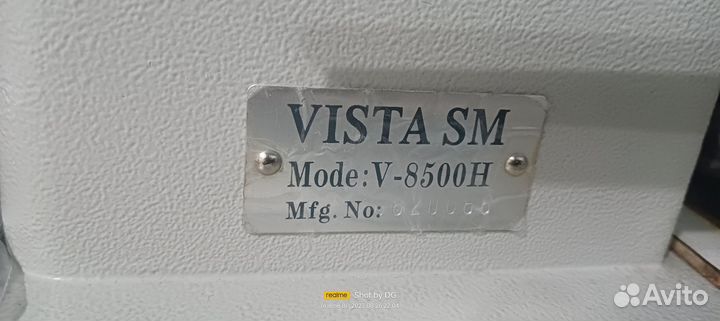 VISTA SM
Mode:V-8500H
Mfg. No:
realme Shot by DG
Avito